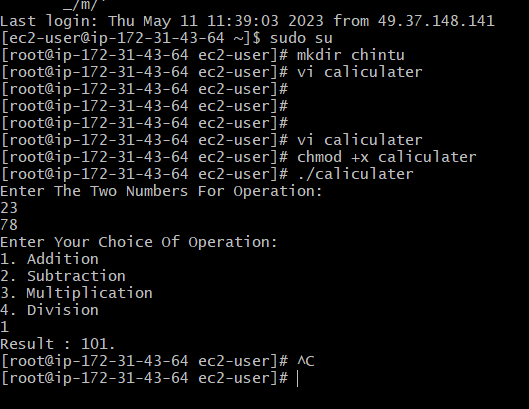 _/m/'
Last login: Thu May 11 11:39:03 2023 from 49.37.148.141
[ec2-user@ip-172-31-43-64 ~]$ sudo su
[root@ip-172-31-43-64 ec2-user]# mkdir chintu
[root@ip-172-31-43-64 ec2-user]# vi caliculater
[root@ip-172-31-43-64 ec2-user]#
[root@ip-172-31-43-64 ec2-user]#
[root@ip-172-31-43-64 ec2-user]#
[root@ip-172-31-43-64 ec2-user]# vi caliculater
[root@ip-172-31-43-64 ec2-user]# chmod +x caliculater
[root@ip-172-31-43-64 ec2-user]# ./caliculater
Enter The Two Numbers For Operation:
23
78
Enter Your Choice Of Operation:
1. Addition
2. Subtraction
3. Multiplication
4. Division
1
Result : 101.
[root@ip-172-31-43-64 ec2-user]# ^C
[root@ip-172-31-43-64 ec2-user]#